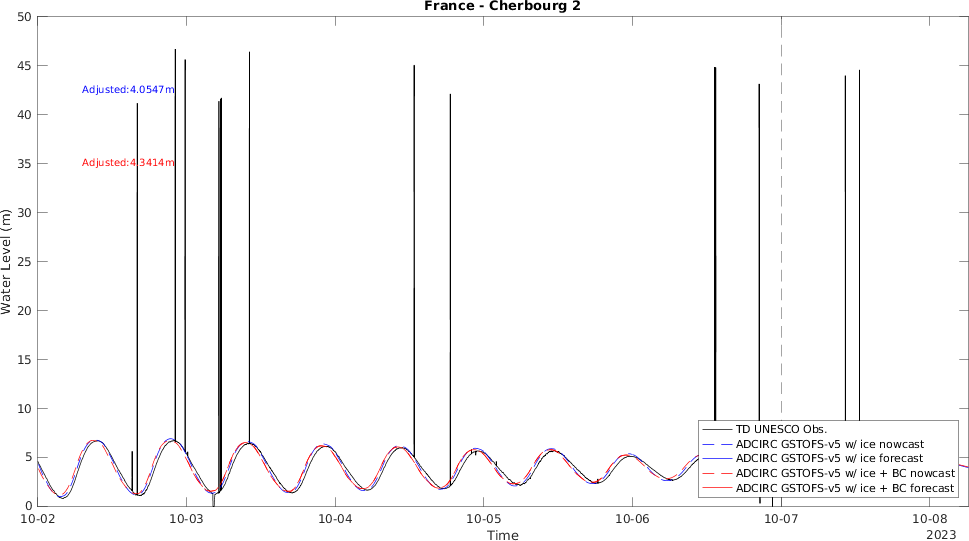 France - Cherbourg 2
50
45
40
35
30
25
20
15
10
5
0
Water Level (m)
Adjusted:4.0547m
Adjusted:4.3414m
TD UNESCO Obs.
ADCIRC GSTOFS-v5 w/ ice nowcast
ADCIRC GSTOFS-v5 w/ ice forecast
ADCIRC GSTOFS-v5 w/ ice + BC nowcast
ADCIRC GSTOFS-v5 w/ ice + BC forecast
10-02 10-03 10-04 10-05 10-06 10-07 10-08
Time
2023